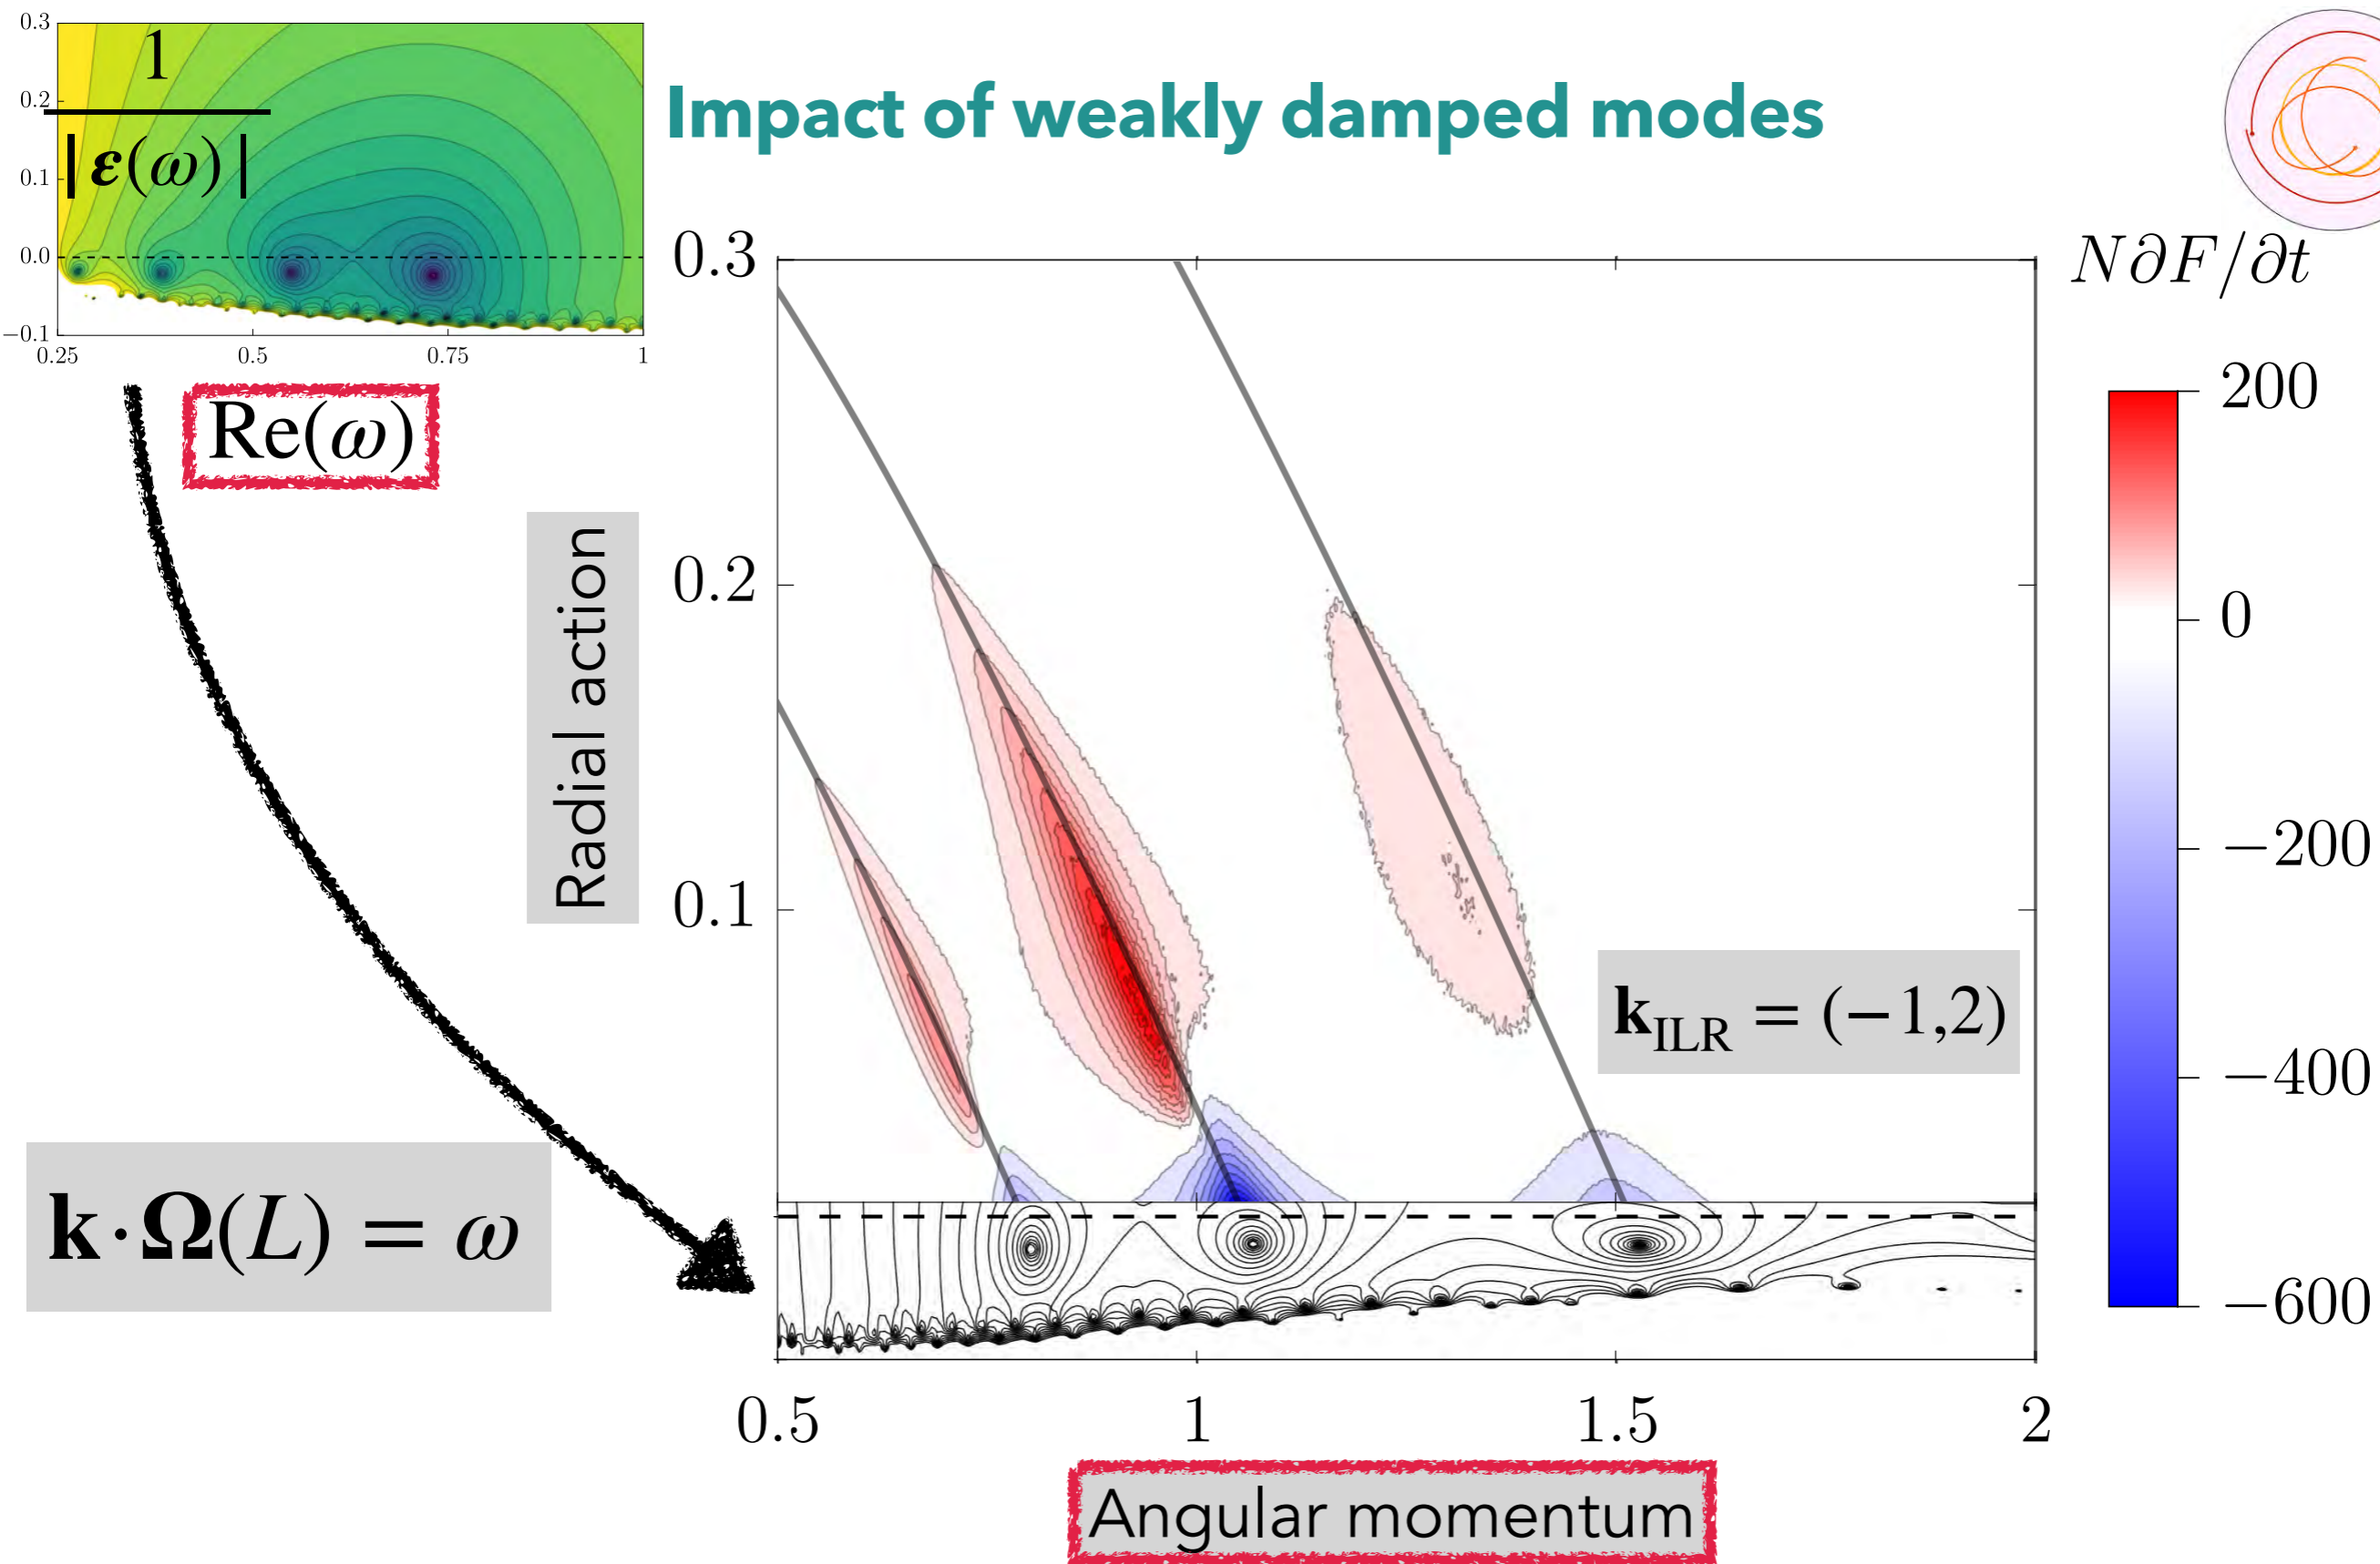 Impact of weakly damped modes
0.3
0.2
0.1
0.0
−0.1
1
|ε(ω)|
0.25 0.5 0.75 1
Re(ω)
k·Ω(L) = ω
Radial action
0.3
0.2
0.1
k_ILR = (−1,2)
0.5 1 1.5 2
Angular momentum
N∂F/∂t
200
0
−200
−400
−600